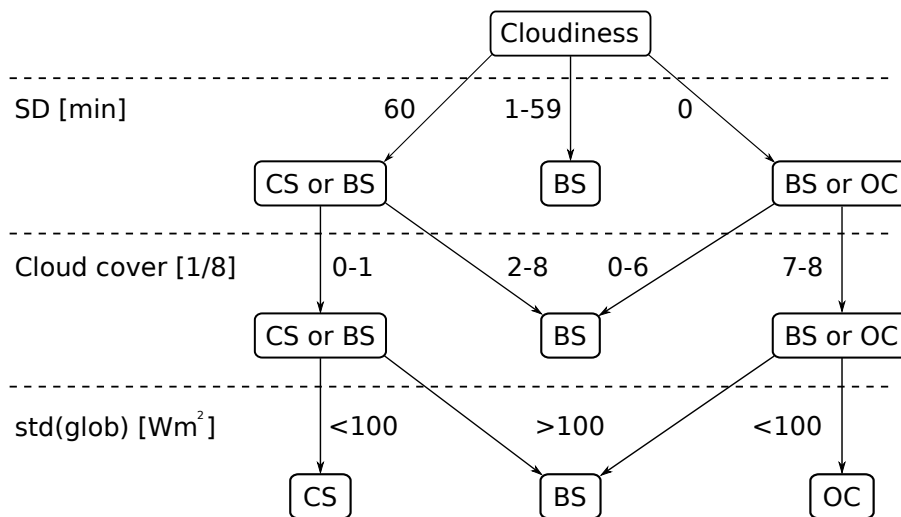 Cloudiness
SD [min]
60
1-59
0
CS or BS
BS
BS or OC
Cloud cover [1/8]
0-1
2-8
0-6
7-8
CS or BS
BS
BS or OC
std(glob) [Wm²]
<100
>100
<100
CS
BS
OC